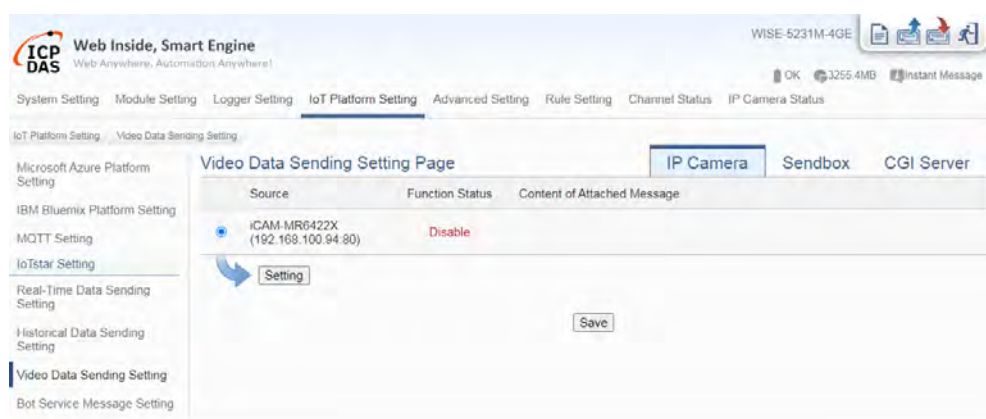 ICP DAS
Web Inside, Smart Engine
Web Anywhere, Automation Anywhere!
WISE-5231M-4GE
OK 3255.4MB Instant Message
System Setting Module Setting Logger Setting IoT Platform Setting Advanced Setting Rule Setting Channel Status IP Camera Status
IoT Platform Setting Video Data Sending Setting
Microsoft Azure Platform
Setting
IBM Bluemix Platform Setting
MQTT Setting
IoTstar Setting
Real-Time Data Sending
Setting
Historical Data Sending
Setting
Video Data Sending Setting
Bot Service Message Setting
Video Data Sending Setting Page
IP Camera Sendbox CGI Server
Source Function Status Content of Attached Message
iCAM-MR6422X
(192.168.100.94:80)
Disable
Setting
Save